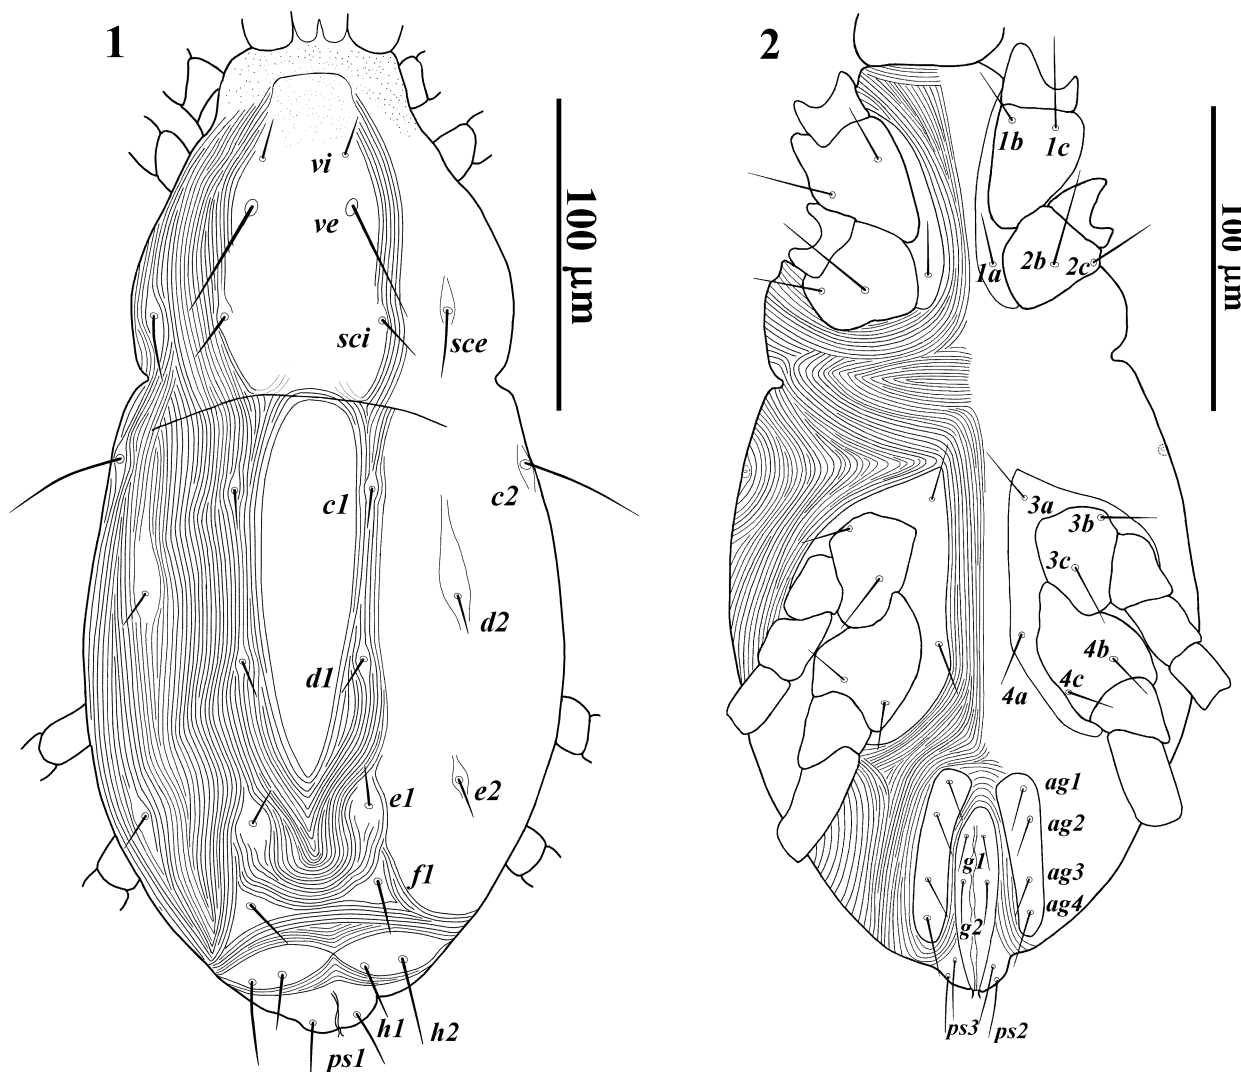 1
vi
ve
sci
sce
100 µm
c1
c2
d2
d1
e1
e2
f1
h1
h2
ps1
2
1b
1c
1a
2b
2c
100 µm
3a
3b
3c
4b
4c
4a
ag1
ag2
g1
ag3
ag4
g2
ps3
ps2